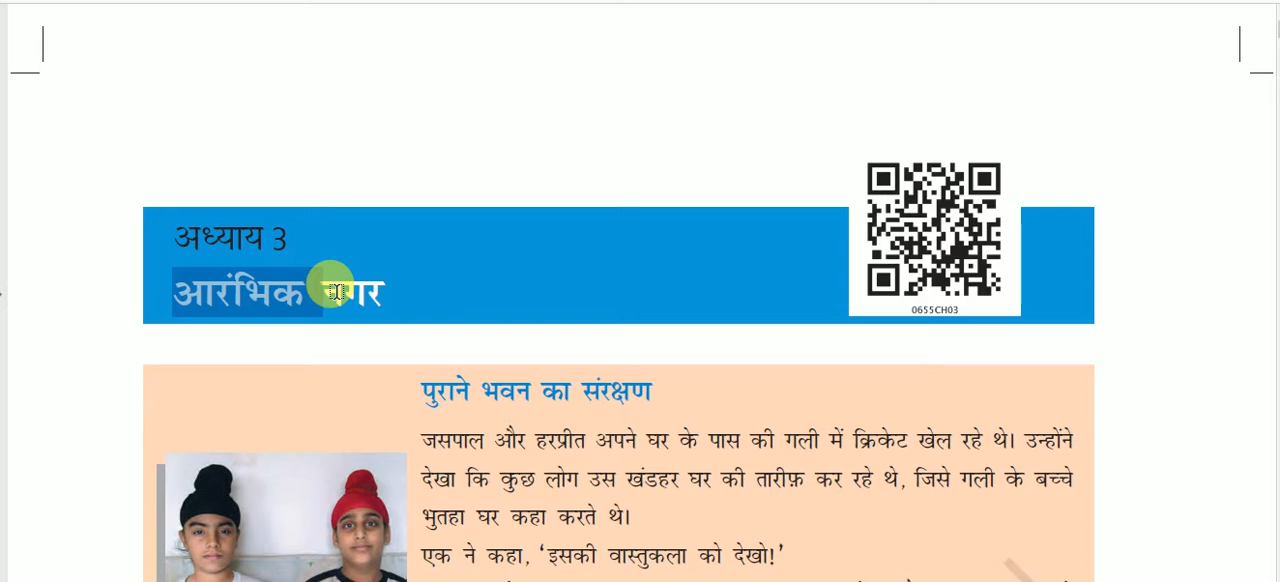 अध्याय 3
आरंभिक नगर
0655CH03
पुराने भवन का संरक्षण
जसपाल और हरप्रीत अपने घर के पास की गली में क्रिकेट खेल रहे थे। उन्होंने
देखा कि कुछ लोग उस खंडहर घर की तारीफ़ कर रहे थे, जिसे गली के बच्चे
भुतहा घर कहा करते थे।
एक ने कहा, ‘इसकी वास्तुकला को देखो!’